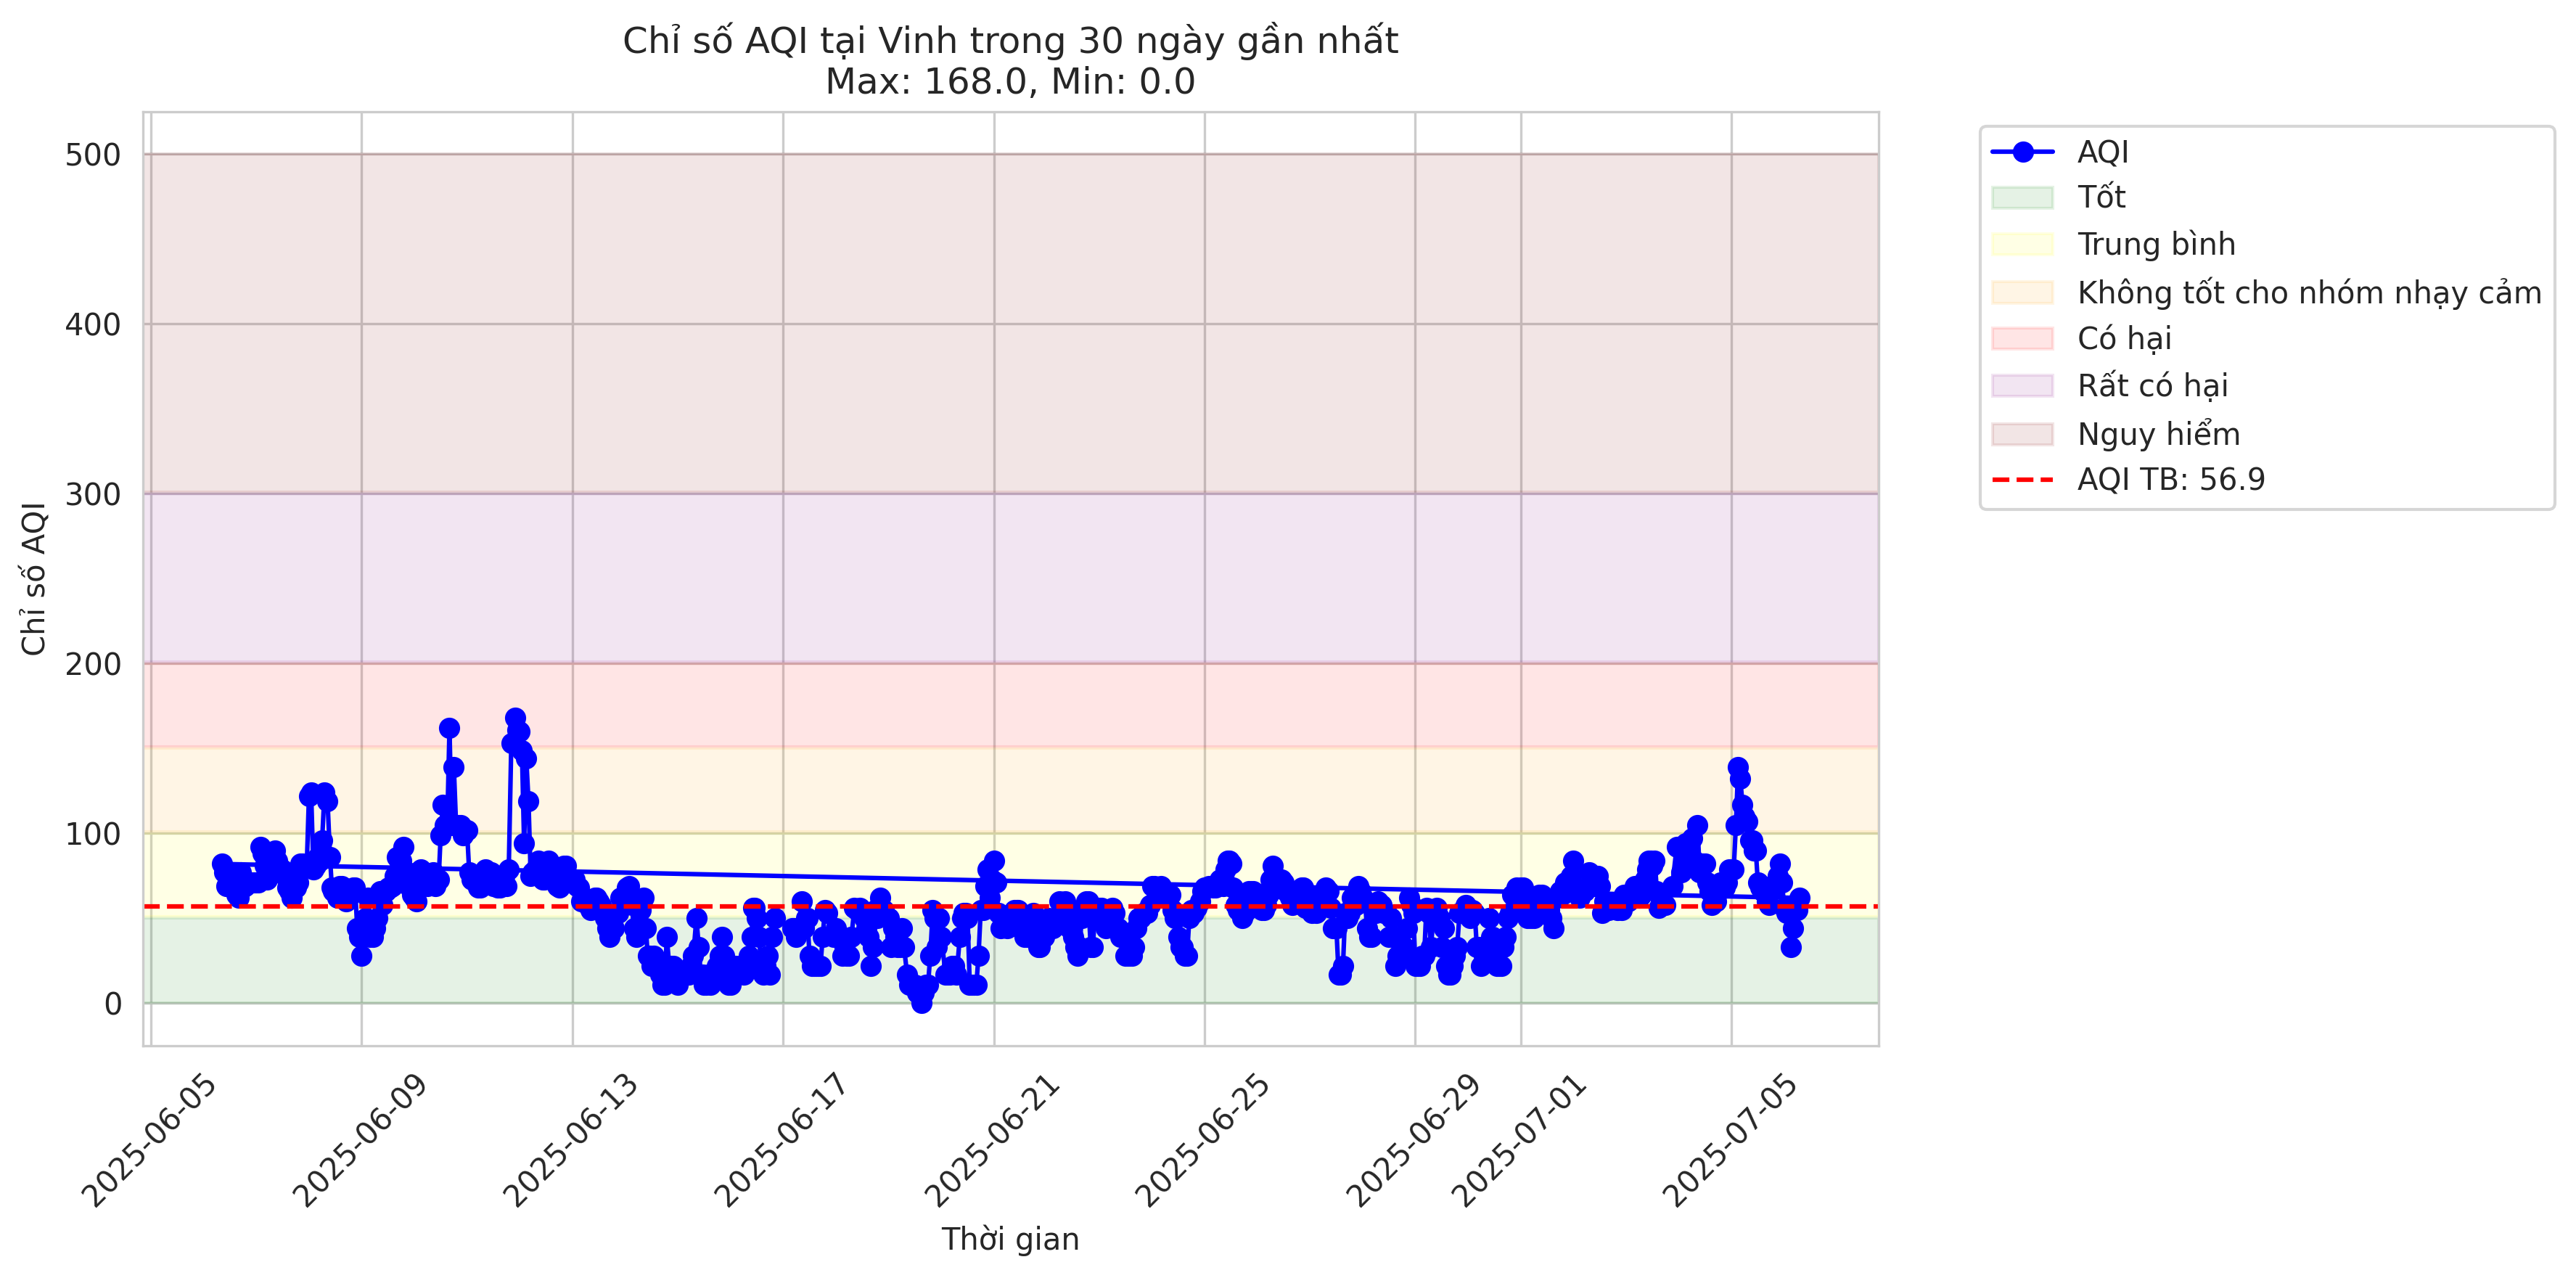 Chỉ số AQI tại Vinh trong 30 ngày gần nhất
Max: 168.0, Min: 0.0
Chỉ số AQI
500
400
300
200
100
0
2025-06-05
2025-06-09
2025-06-13
2025-06-17
2025-06-21
2025-06-25
2025-06-29
2025-07-01
2025-07-05
Thời gian
AQI
Tốt
Trung bình
Không tốt cho nhóm nhạy cảm
Có hại
Rất có hại
Nguy hiểm
AQI TB: 56.9